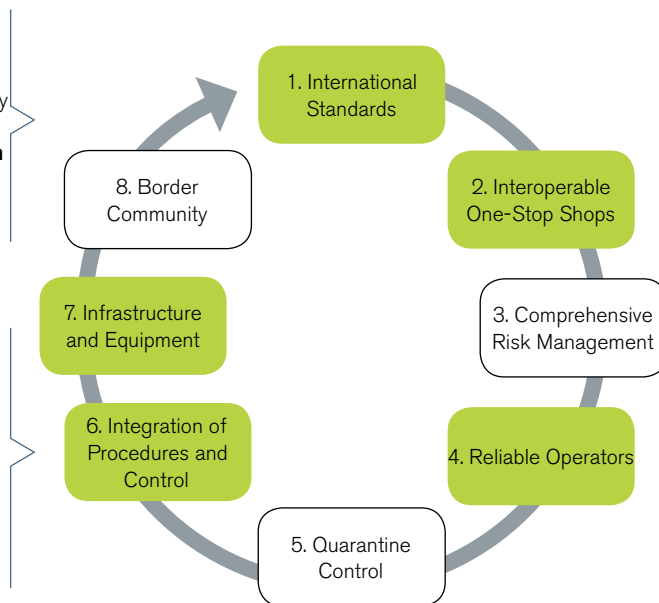 y
n
1. International
Standards
2. Interoperable
One-Stop Shops
3. Comprehensive
Risk Management
4. Reliable Operators
5. Quarantine
Control
6. Integration of
Procedures and
Control
7. Infrastructure
and Equipment
8. Border
Community